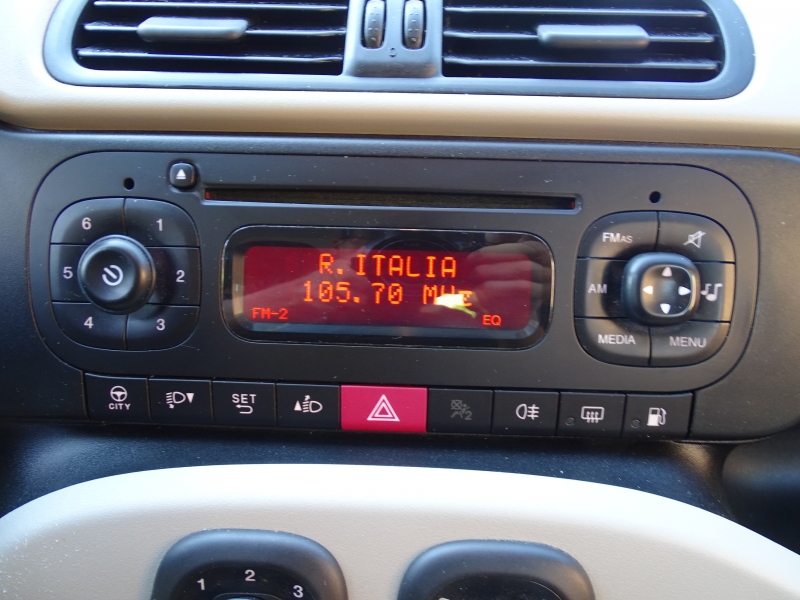 R.ITALIA
105.70 MHz
FM-2 EQ
6 1
5 2
4 3
FMAS
AM
MEDIA MENU
CITY
SET
2
1 2 3